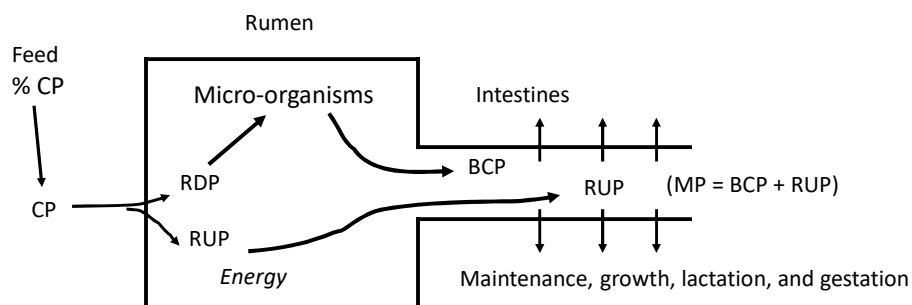 Rumen
Feed
% CP
Micro-organisms
Intestines
BCP
RDP
RUP
(MP = BCP + RUP)
CP
RUP
Energy
Maintenance, growth, lactation, and gestation